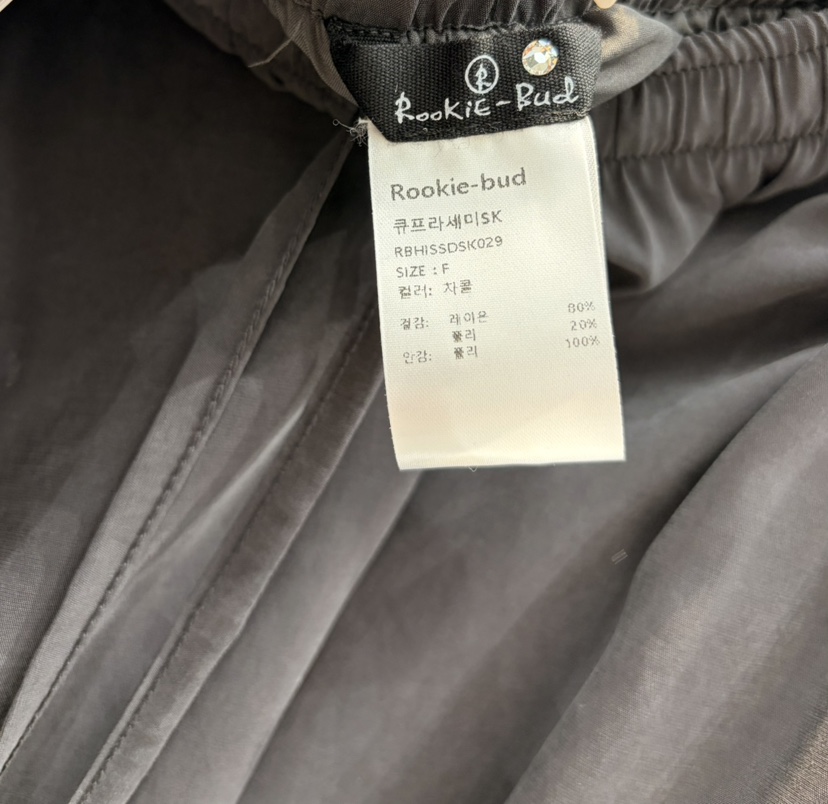 R
RooKiE-Bud
Rookie-bud
큐프라세미SK
RBHISSDSK029
SIZE : F
컬러: 차콜
겉감: 레이온 80%
폴리 20%
안감: 폴리 100%